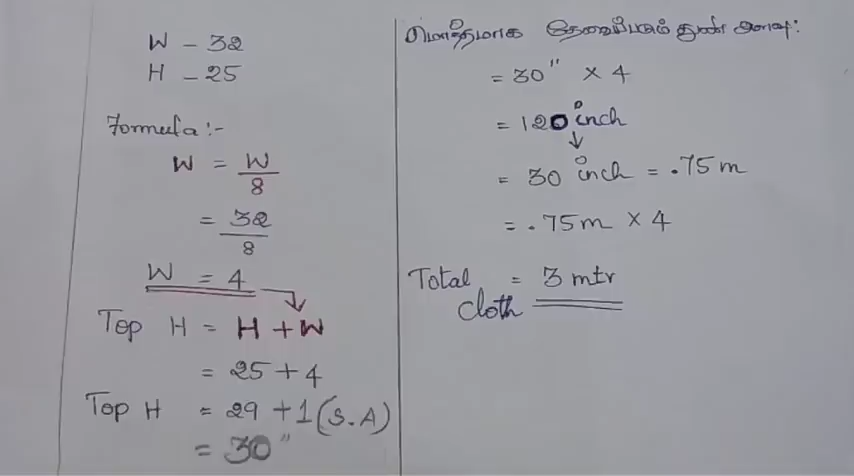 W - 32
H - 25
Formula :-
W = W/8
= 32/8
W = 4
Top H = H + W
= 25 + 4
Top H = 29 + 1 (S.A)
= 30"
மொத்தமாக தேவைப்படும் துணி அளவு:
= 30" × 4
= 120 inch
= 30 inch = .75 m
= .75m × 4
Total = 3 mtr
cloth